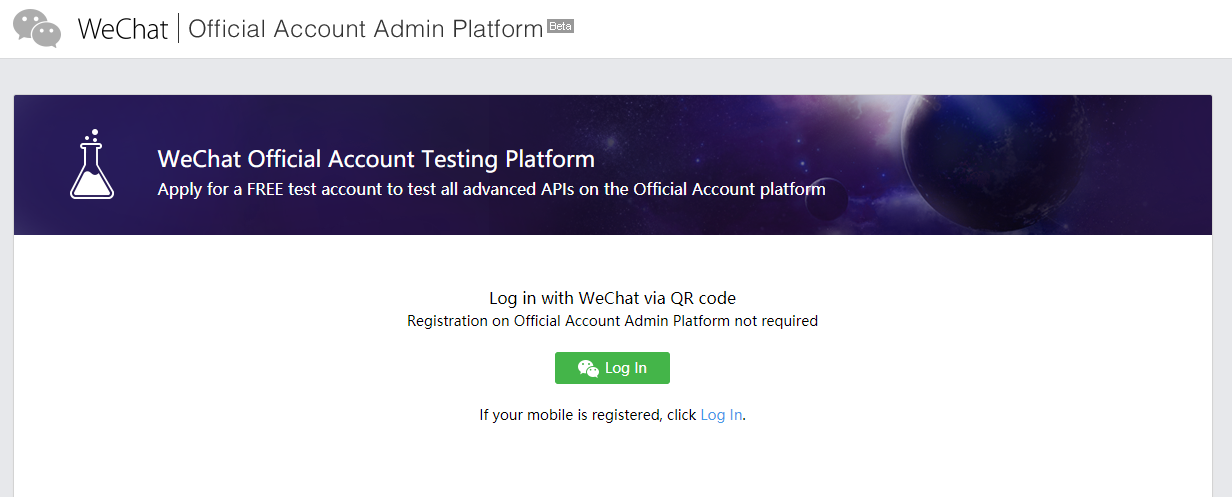 WeChat | Official Account Admin Platform Beta
WeChat Official Account Testing Platform
Apply for a FREE test account to test all advanced APIs on the Official Account platform
Log in with WeChat via QR code
Registration on Official Account Admin Platform not required
Log In
If your mobile is registered, click Log In.